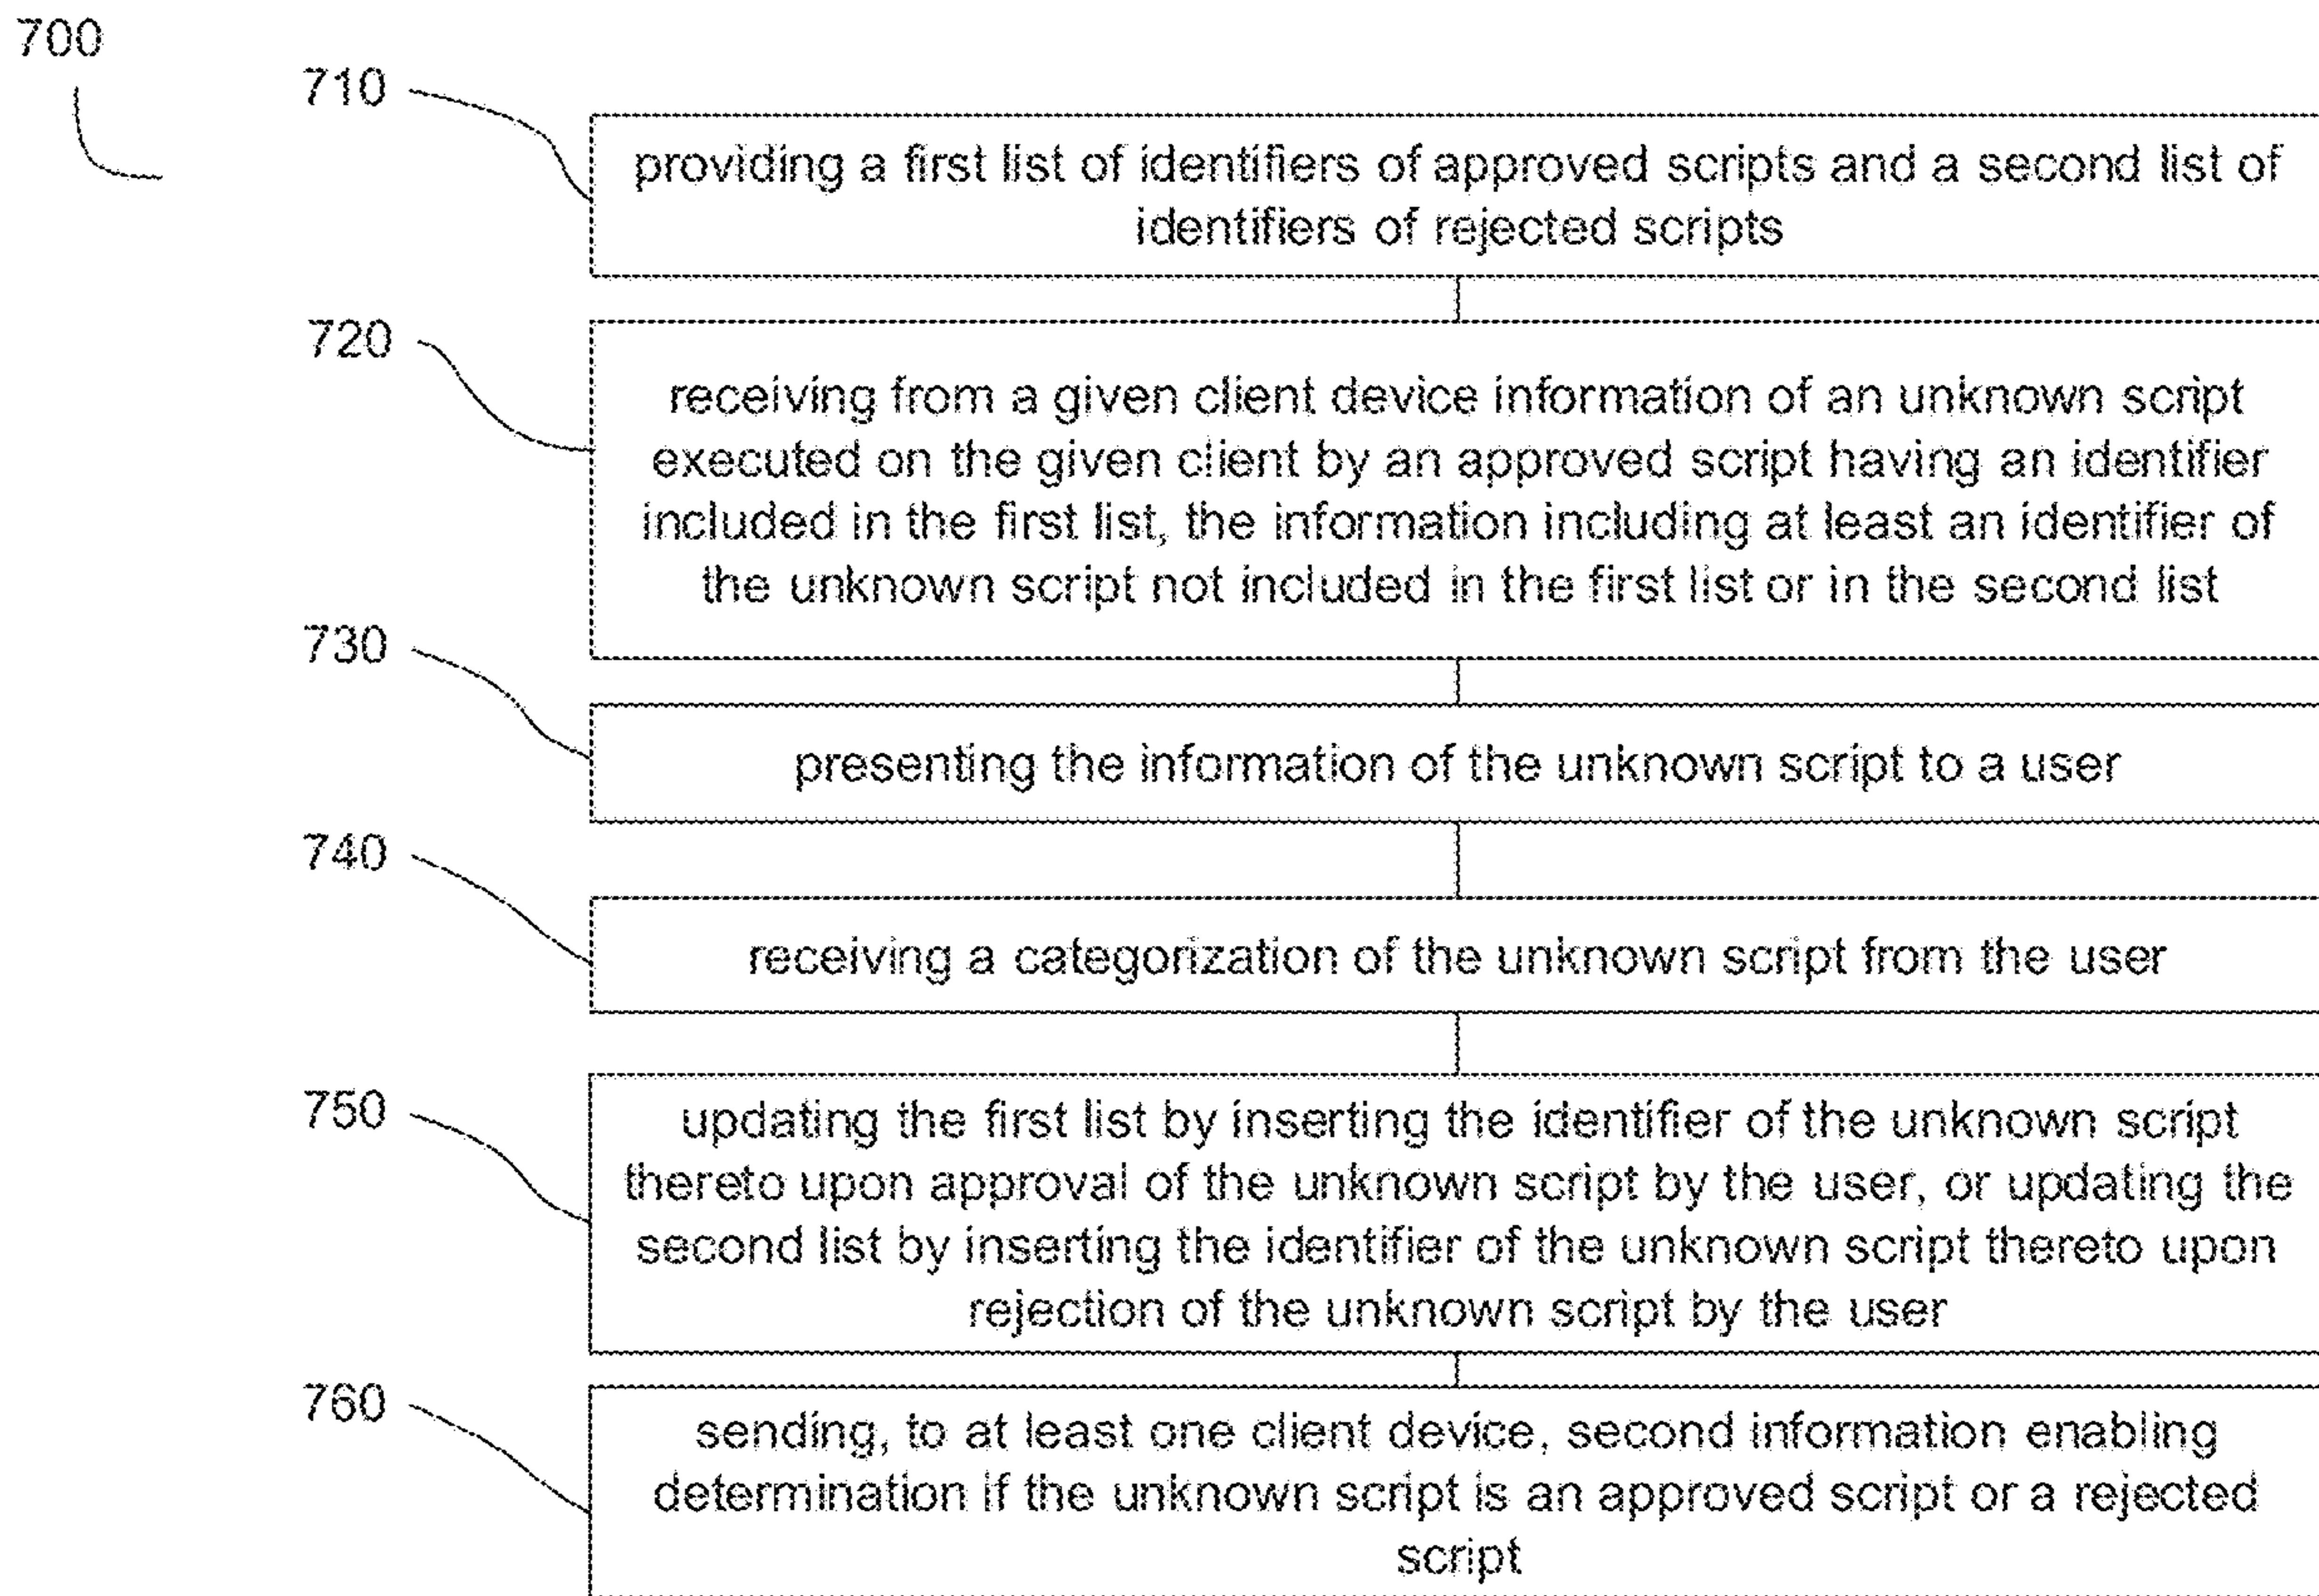 700
710
providing a first list of identifiers of approved scripts and a second list of
identifiers of rejected scripts
720
receiving from a given client device information of an unknown script
executed on the given client by an approved script having an identifier
included in the first list, the information including at least an identifier of
the unknown script not included in the first list or in the second list
730
presenting the information of the unknown script to a user
740
receiving a categorization of the unknown script from the user
750
updating the first list by inserting the identifier of the unknown script
thereto upon approval of the unknown script by the user, or updating the
second list by inserting the identifier of the unknown script thereto upon
rejection of the unknown script by the user
760
sending, to at least one client device, second information enabling
determination if the unknown script is an approved script or a rejected
script